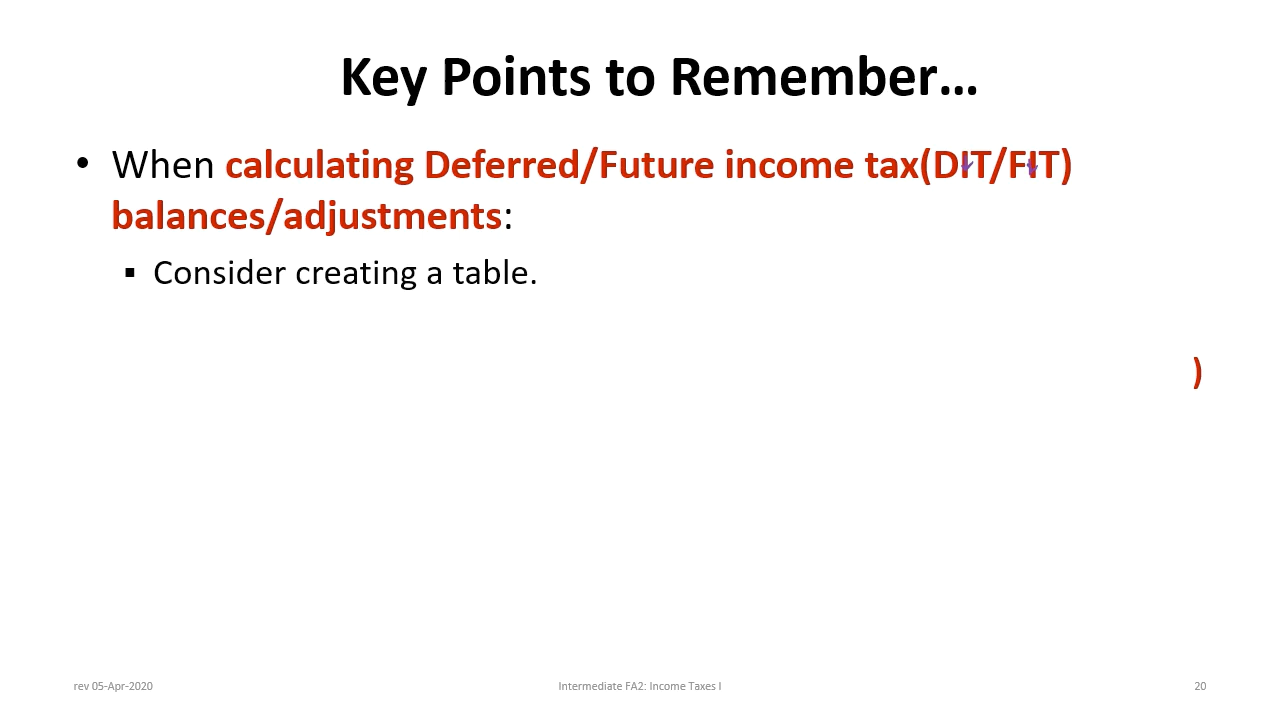 Key Points to Remember…
• When calculating Deferred/Future income tax(DIT/FIT)
balances/adjustments:
▪ Consider creating a table.
)
rev 05-Apr-2020
Intermediate FA2: Income Taxes I
20